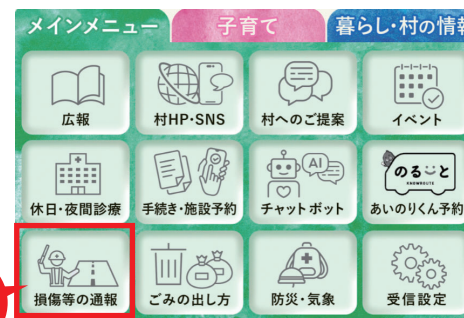 メインメニュー
子育て
暮らし・村の情報
広報
村HP・SNS
村へのご提案
イベント
AI
のるーと
KNOWROUTE
休日・夜間診療
手続き・施設予約
チャットボット
あいのりくん予約
損傷等の通報
ごみの出し方
防災・気象
受信設定